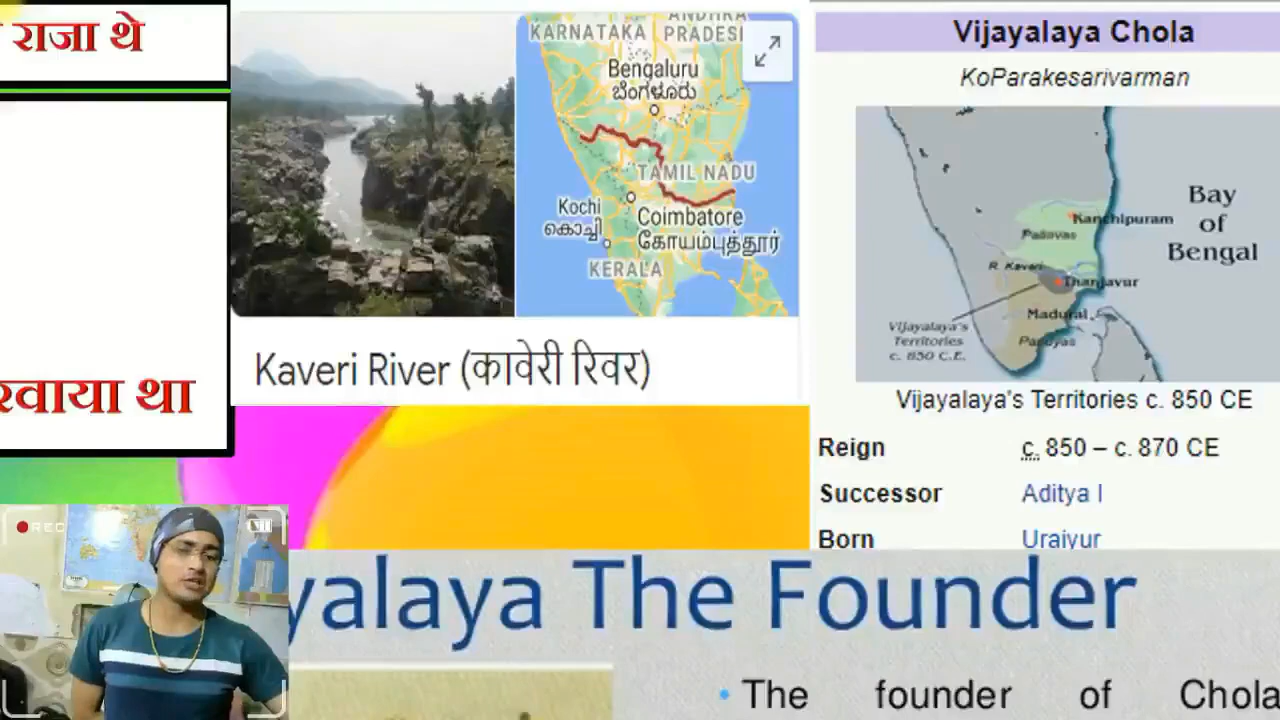 राजा थे
रवाया था
KARNATAKA
ANDHRA
PRADESH
Bengaluru
ಬೆಂಗಳೂರು
TAMIL NADU
Kochi
കൊച്ചി
Coimbatore
கோயம்புத்தூர்
KERALA
Kaveri River (कावेरी रिवर)
Vijayalaya Chola
KoParakesarivarman
Bay
of
Bengal
Kanchipuram
Pallavas
R. Kaveri
Thanjavur
Madurai
Pandyas
Vijayalaya's
Territories
c. 850 C.E.
Vijayalaya's Territories c. 850 CE
Reign c. 850 – c. 870 CE
Successor Aditya I
Born Uraiyur
REC
yalaya The Founder
• The founder of Chola